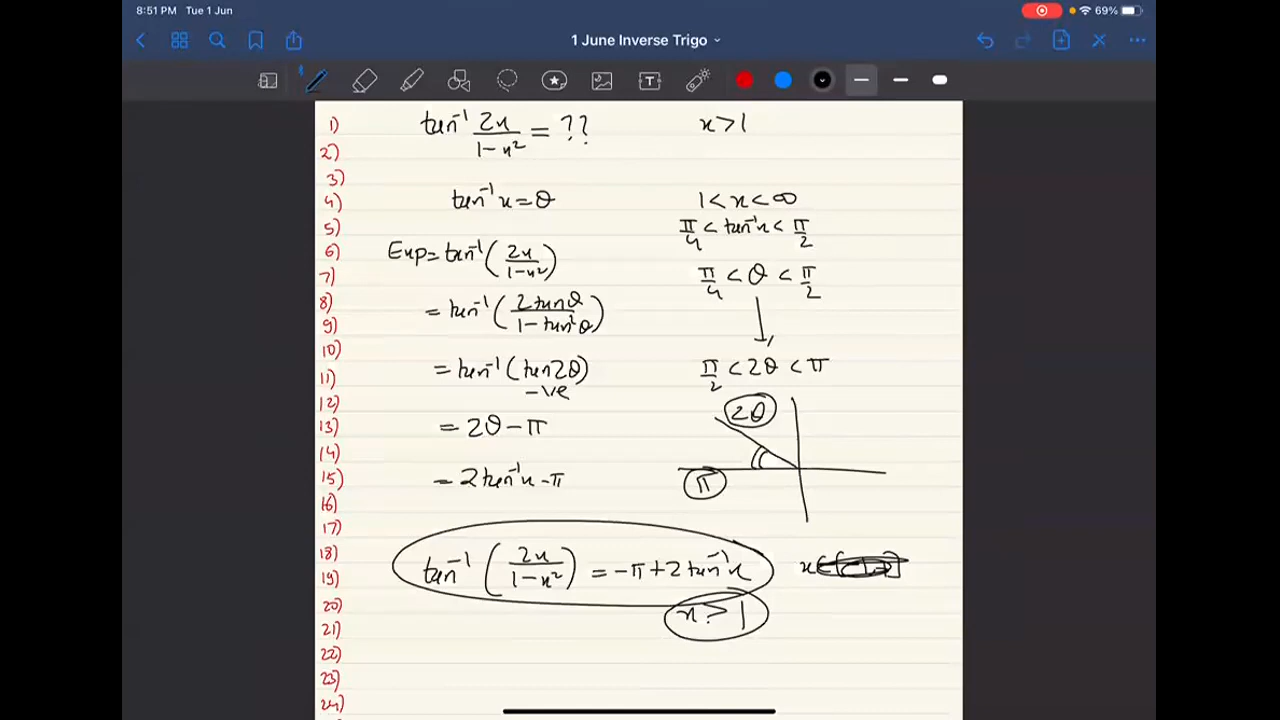 8:51 PM Tue 1 Jun
69%
1 June Inverse Trigo
1) tan⁻¹ 2x/(1-x²) = ?? x>1
2)
3)
4) tan⁻¹x = θ 1<x<∞
5) π/4 < tan⁻¹x < π/2
6) Exp = tan⁻¹(2x/(1-x²))
7) π/4 < θ < π/2
8) = tan⁻¹(2tanθ/(1-tan²θ))
9)
10)
11) = tan⁻¹(tan2θ) π/2 < 2θ < π
12) -ve
13) = 2θ-π 2θ
14)
15) = 2tan⁻¹x-π π
16)
17)
18) tan⁻¹(2x/(1-x²)) = -π+2tan⁻¹x x
19)
20) x>1
21)
22)
23)
24)